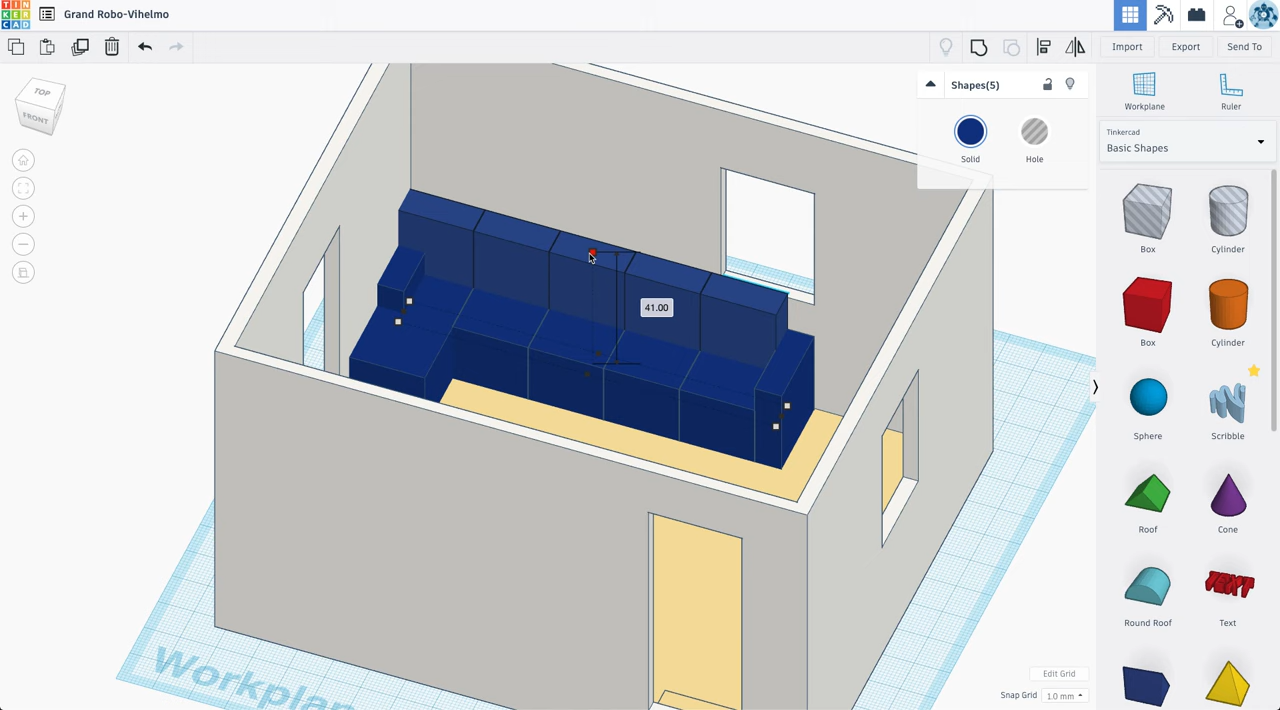 TIN
KER
CAD
Grand Robo-Vihelmo
Import
Export
Send To
TOP
FRONT
Shapes(5)
Solid
Hole
Workplane
Ruler
Tinkercad
Basic Shapes
41.00
Box
Cylinder
Box
Cylinder
Sphere
Scribble
Roof
Cone
TEXT
Round Roof
Text
Workplan
Edit Grid
Snap Grid
1.0 mm